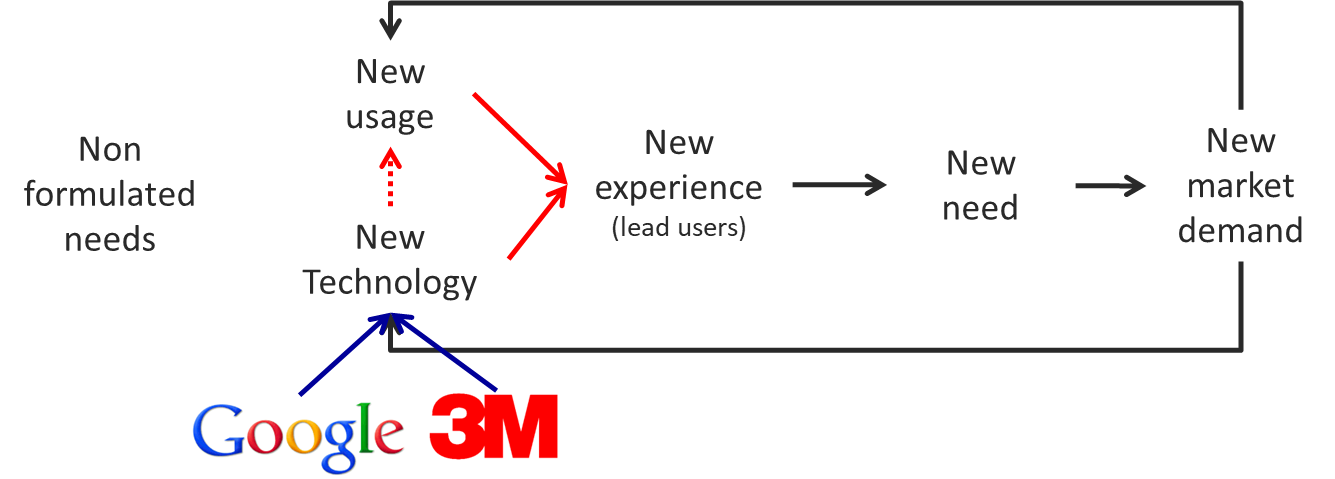 Non
formulated
needs
New
usage
New
Technology
New
experience
(lead users)
New
need
New
market
demand
Google
3M